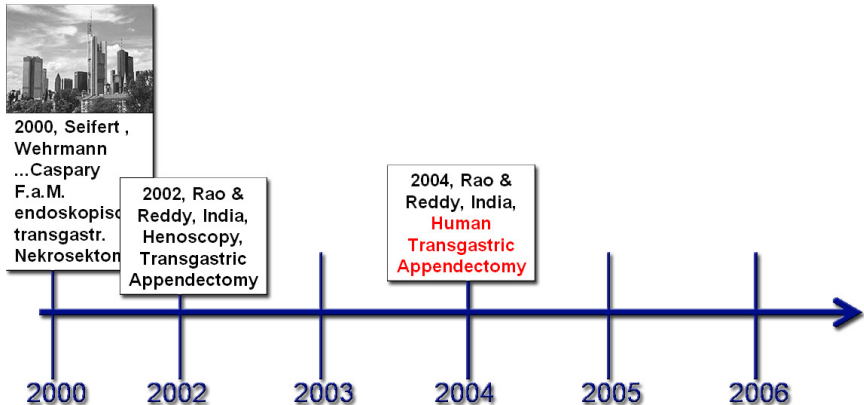 2000, Seifert ,
Wehrmann
...Caspary
F.a.M.
transgastr.
2002, Rao &
Reddy, India,
Henoscopy,
Transgastric
Appendectomy
2004, Rao &
Reddy, India,
Human
Transgastric
Appendectomy
2000
2002
2003
2004
2005
2006